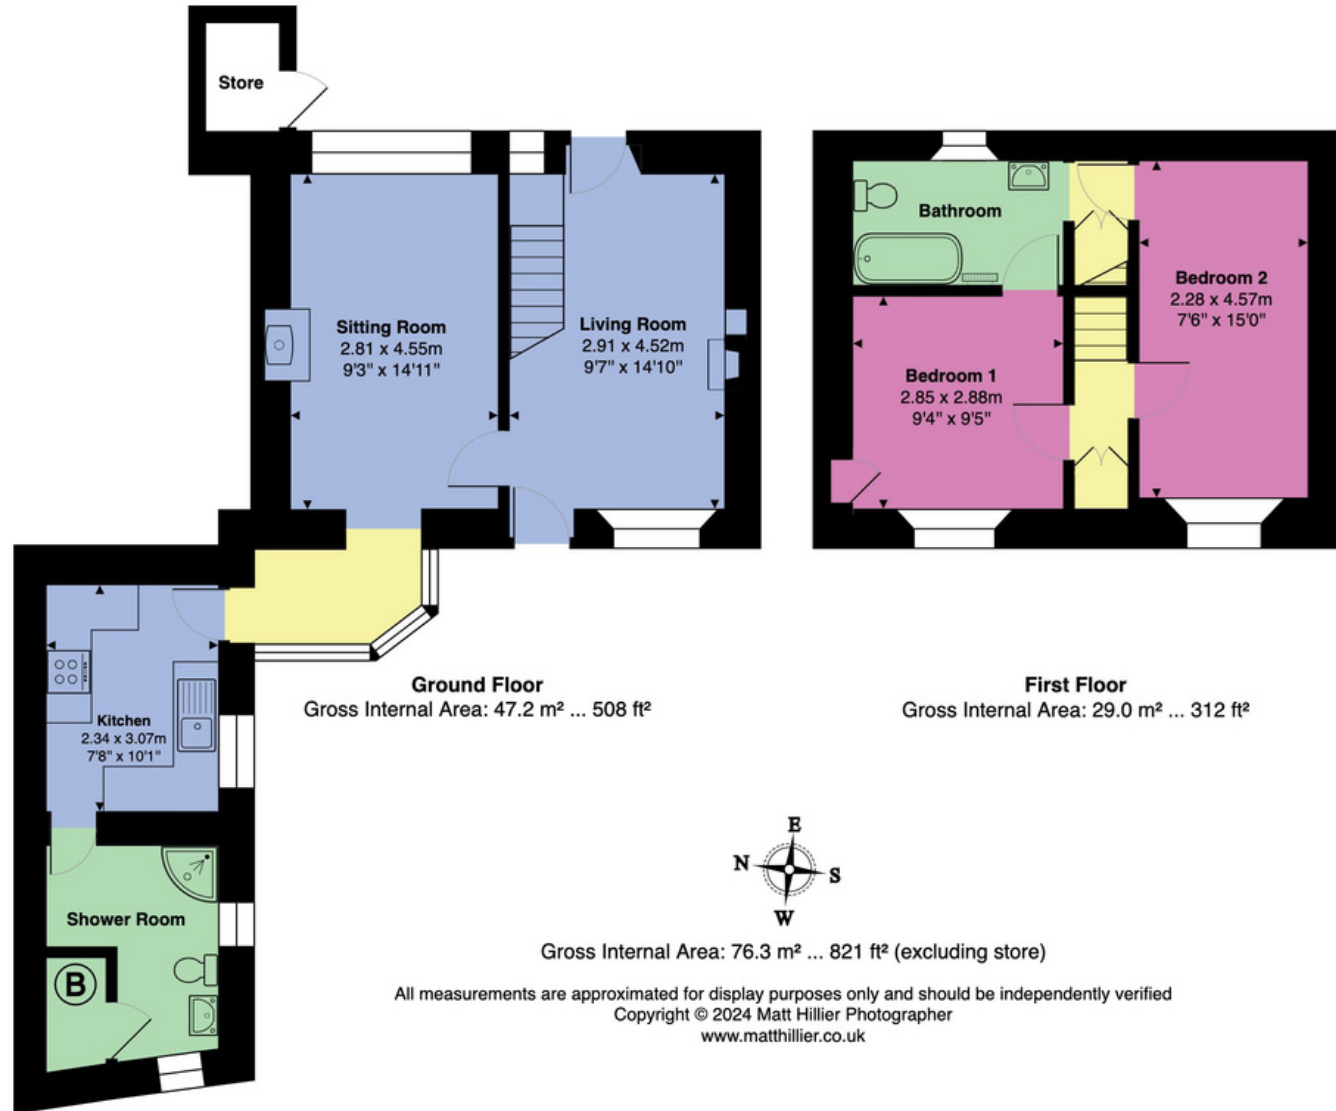 Store
Sitting Room
2.81 x 4.55m
9'3" x 14'11"
Living Room
2.91 x 4.52m
9'7" x 14'10"
Bathroom
Bedroom 2
2.28 x 4.57m
7'6" x 15'0"
Bedroom 1
2.85 x 2.88m
9'4" x 9'5"
Kitchen
2.34 x 3.07m
7'8" x 10'1"
Shower Room
B
Ground Floor
Gross Internal Area: 47.2 m² ... 508 ft²
First Floor
Gross Internal Area: 29.0 m² ... 312 ft²
E
N
S
W
Gross Internal Area: 76.3 m² ... 821 ft² (excluding store)
All measurements are approximated for display purposes only and should be independently verified
Copyright © 2024 Matt Hillier Photographer
www.matthillier.co.uk